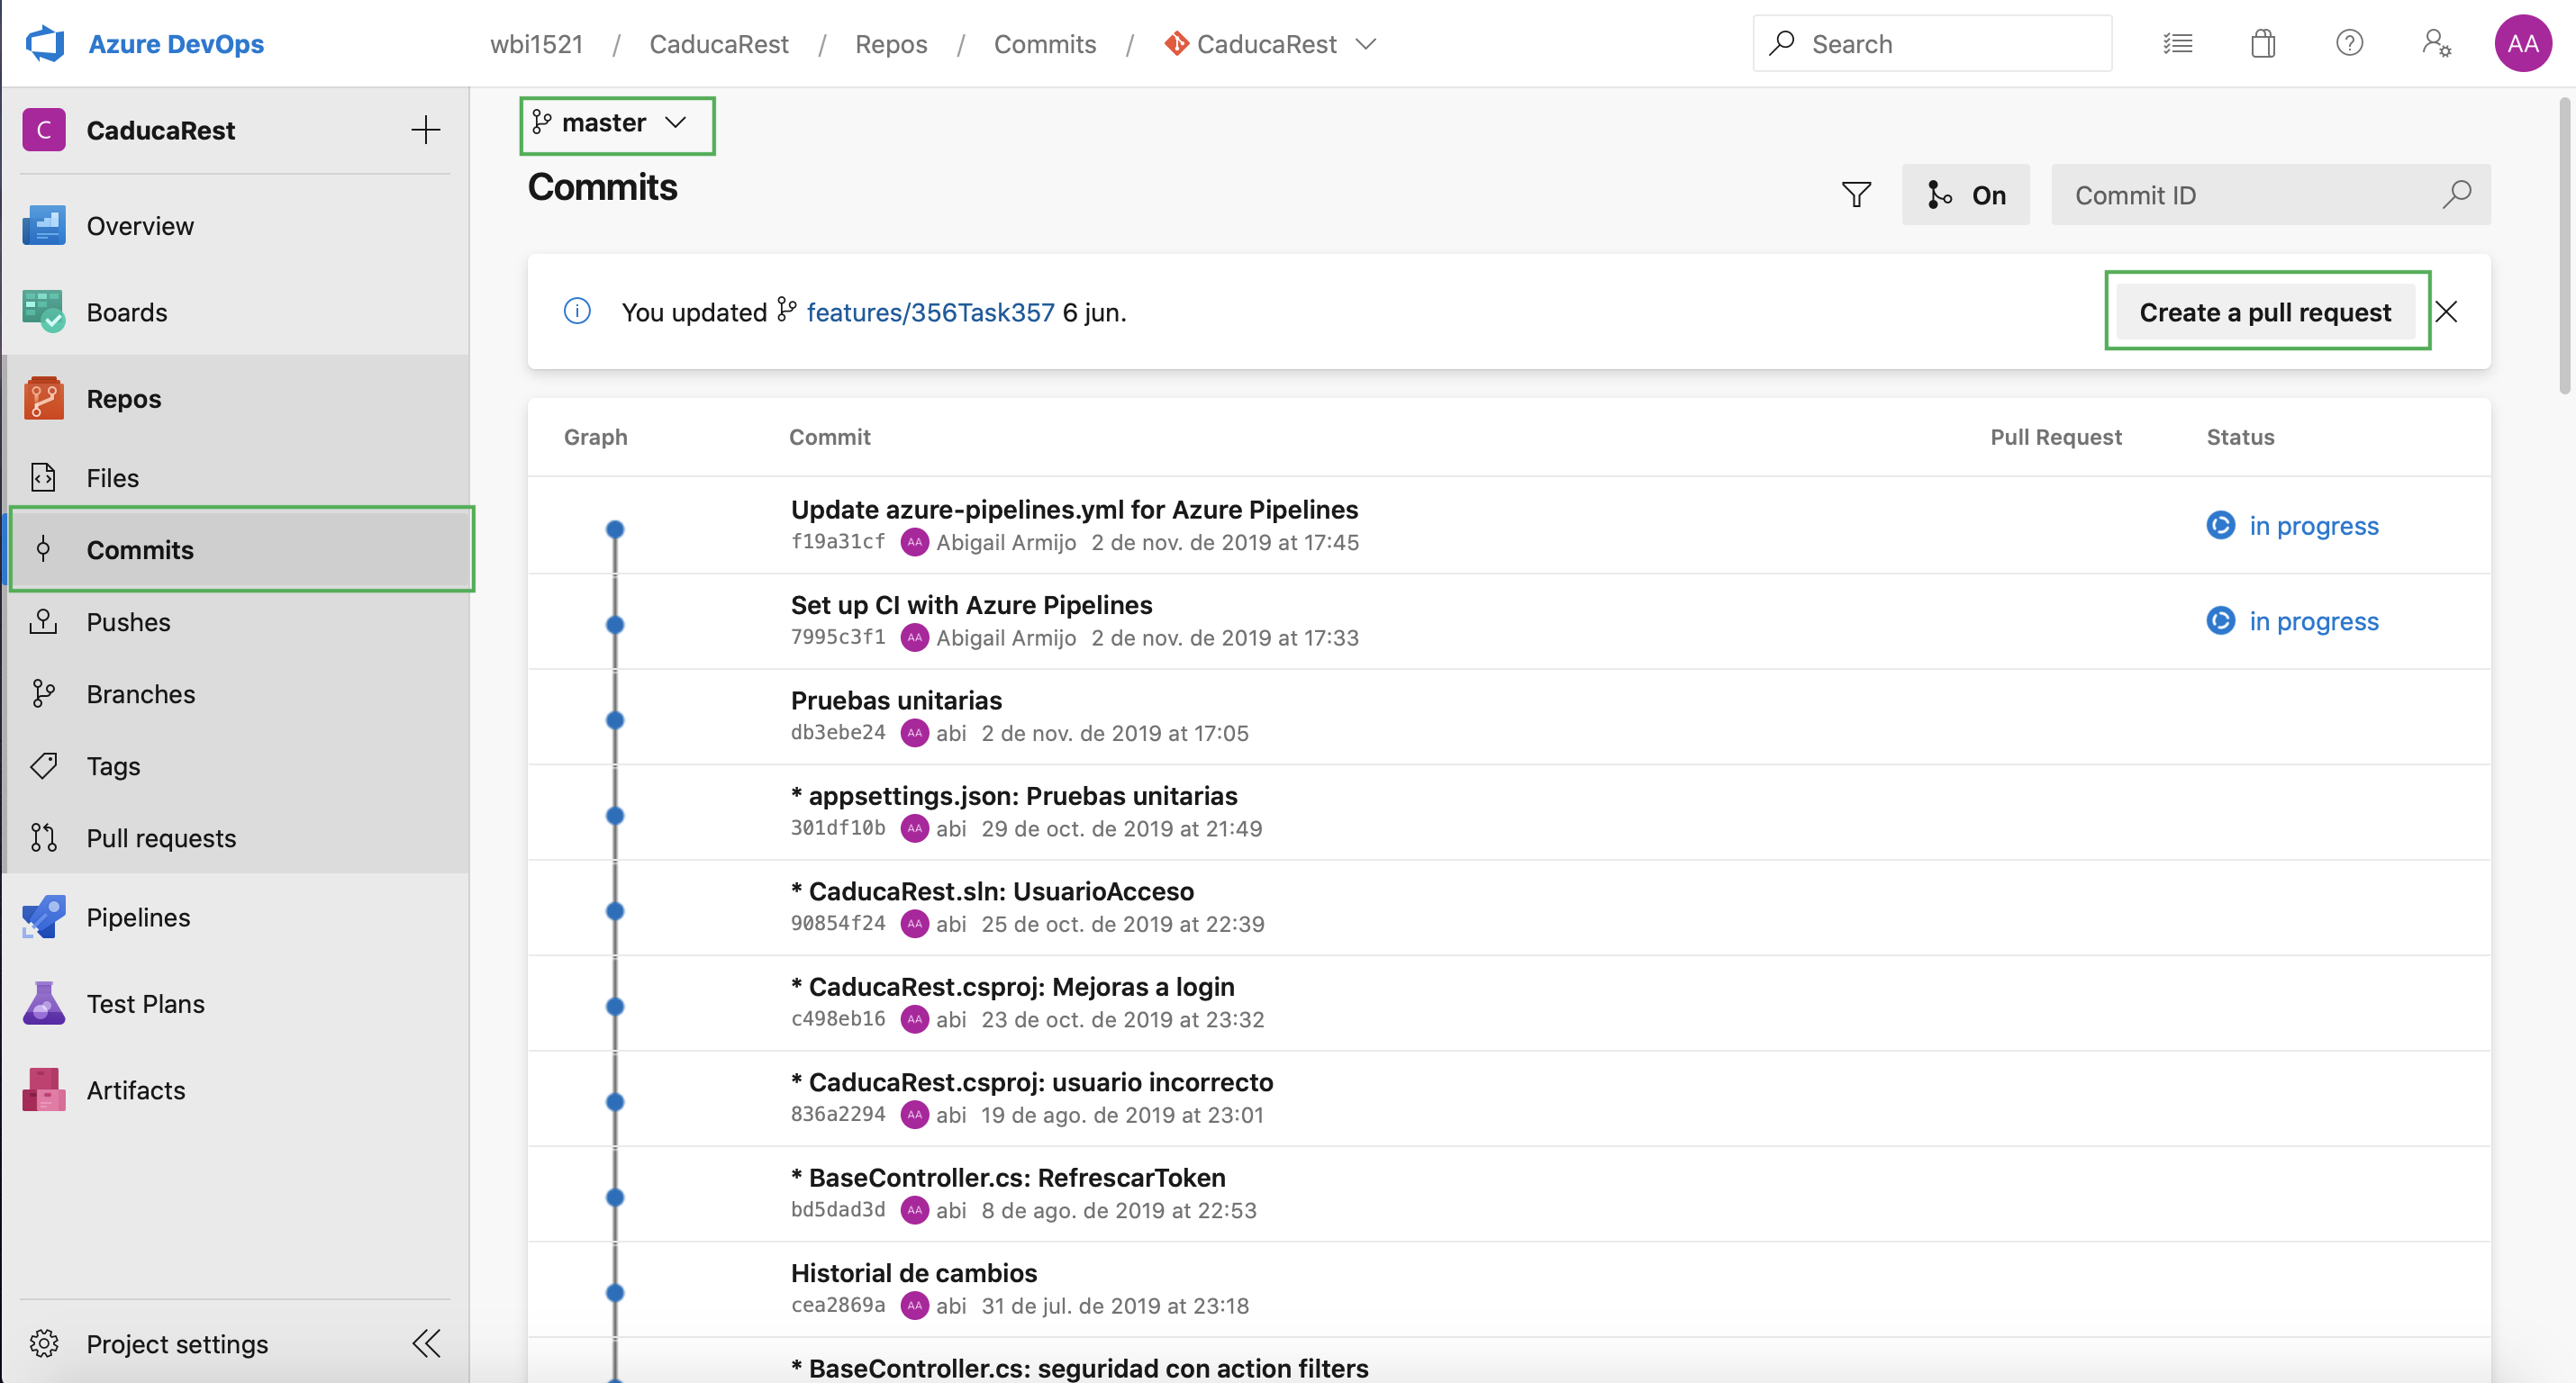 Azure DevOps
wbi1521 / CaducaRest / Repos / Commits / CaducaRest
Search
AA
C CaducaRest
Overview
Boards
Repos
Files
Commits
Pushes
Branches
Tags
Pull requests
Pipelines
Test Plans
Artifacts
Project settings
master
Commits
On
Commit ID
You updated features/356Task357 6 jun.
Create a pull request
Graph Commit Pull Request Status
Update azure-pipelines.yml for Azure Pipelines
f19a31cf AA Abigail Armijo 2 de nov. de 2019 at 17:45
in progress
Set up CI with Azure Pipelines
7995c3f1 AA Abigail Armijo 2 de nov. de 2019 at 17:33
in progress
Pruebas unitarias
db3ebe24 AA abi 2 de nov. de 2019 at 17:05
* appsettings.json: Pruebas unitarias
301df10b AA abi 29 de oct. de 2019 at 21:49
* CaducaRest.sln: UsuarioAcceso
90854f24 AA abi 25 de oct. de 2019 at 22:39
* CaducaRest.csproj: Mejoras a login
c498eb16 AA abi 23 de oct. de 2019 at 23:32
* CaducaRest.csproj: usuario incorrecto
836a2294 AA abi 19 de ago. de 2019 at 23:01
* BaseController.cs: RefrescarToken
bd5dad3d AA abi 8 de ago. de 2019 at 22:53
Historial de cambios
cea2869a AA abi 31 de jul. de 2019 at 23:18
* BaseController.cs: seguridad con action filters